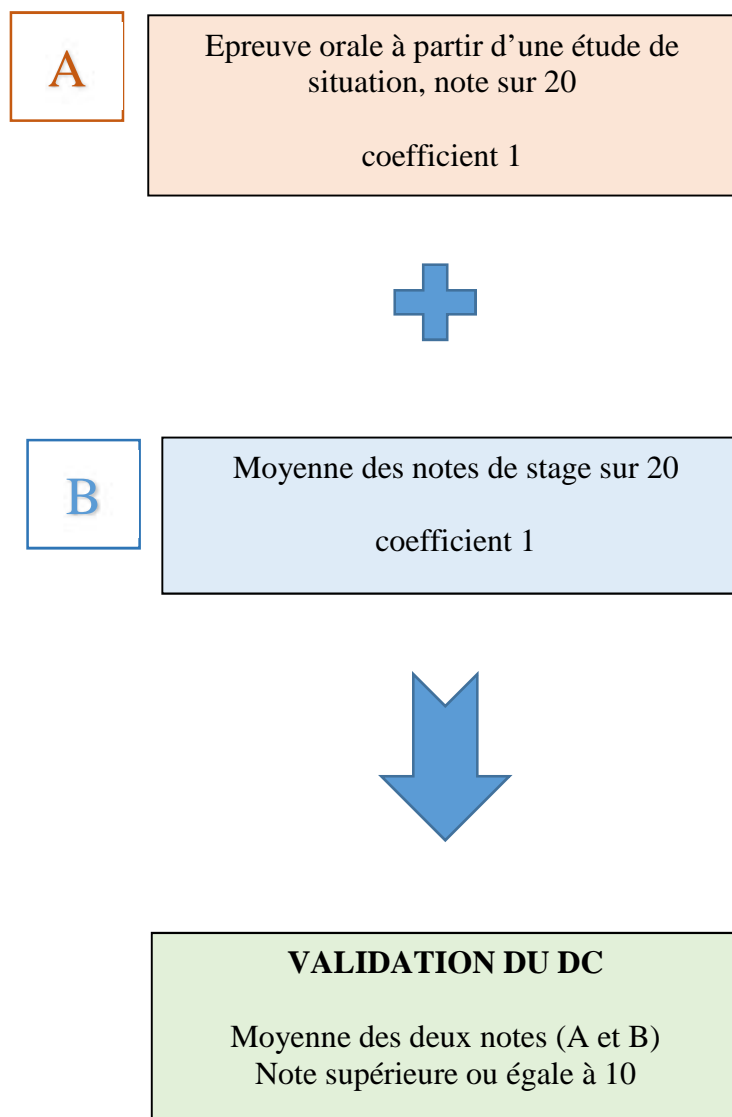 A
Epreuve orale à partir d’une étude de
situation, note sur 20
coefficient 1
B
Moyenne des notes de stage sur 20
coefficient 1
VALIDATION DU DC
Moyenne des deux notes (A et B)
Note supérieure ou égale à 10